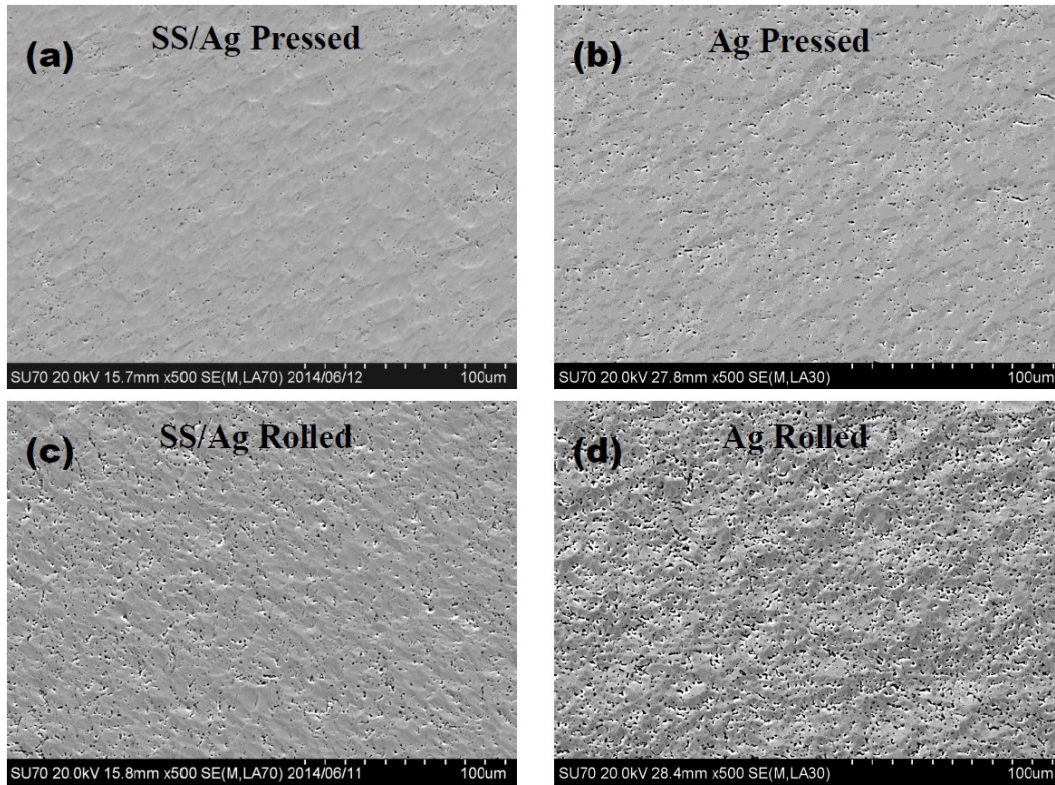 (a) SS/Ag Pressed
SU70 20.0kV 15.7mm x500 SE(M,LA70) 2014/06/12 100um
(b) Ag Pressed
SU70 20.0kV 27.8mm x500 SE(M,LA30) 100um
(c) SS/Ag Rolled
SU70 20.0kV 15.8mm x500 SE(M,LA70) 2014/06/11 100um
(d) Ag Rolled
SU70 20.0kV 28.4mm x500 SE(M,LA30) 100um